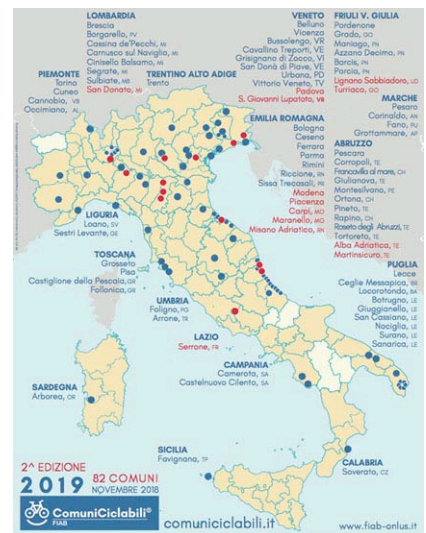 LOMBARDIA
Brescia
Borgarello, PV
Cassina de'Pecchi, MI
Carnusco sul Naviglio, MI
Cinisello Balsamo, MI
Segrate, MI
Sulbiate, MB
San Donato, MI
VENETO
Belluno
Vicenza
Bussolengo, VR
Cavallino Treporti, VE
Vrisignano di Zocco, VI
San Donà di Piave, VE
Urbana, PD
Vittorio Veneto, TV
Padova
S. Giovanni Lupatoto, VR
FRIULI V. GIULIA
Pordenone
Grado, GO
Maniago, PN
Azzano Decimo, PN
Barcis, PN
Porcia, PN
Lignano Sabbiadoro, UD
Turriaco, GO
PIEMONTE
Torino
Cuneo
Cannobio, VB
Occimiano, AL
TRENTINO ALTO ADIGE
Trento
MARCHE
Pesaro
Corinaldo, AN
Fano, PU
Grottammare, AP
EMILIA ROMAGNA
Bologna
Cesena
Ferrara
Parma
Rimini
Riccione, RN
Sissa Trecasali, PR
Modena
Piacenza
Carpi, MO
Maranello, MO
Misano Adriatico, RN
ABRUZZO
Pescara
Corropoli, TE
Francavilla al mare, CH
Giulianova, TE
Montesilvano, PE
Ortona, CH
Pineto, TE
Rapino, CH
Roseto degli Abruzzi, TE
Tortoreto, TE
Alba Adriatica, TE
Martinsicuro, TE
LIGURIA
Loano, SV
Sestri Levante, GE
TOSCANA
Grosseto
Pisa
Castiglione della Pescaia, GR
Follonica, GR
PUGLIA
Lecce
Ceglie Messapica, BR
Locorotondo, BA
Botrugno, LE
Giuggianello, LE
San Cassiano, LE
Nociglia, LE
Surano, LE
Sanarica, LE
UMBRIA
Foligno, PG
Arrone, TR
LAZIO
Serrone, FR
CAMPANIA
Camerota, SA
Castelnuovo Cilento, SA
SARDEGNA
Arborea, OR
SICILIA
Favignana, TP
CALABRIA
Soverato, CZ
2^ EDIZIONE
2019
82 COMUNI
NOVEMBRE 2018
ComuniCiclabili®
FIAB
comuniciclabili.it
www.fiab-onlus.it